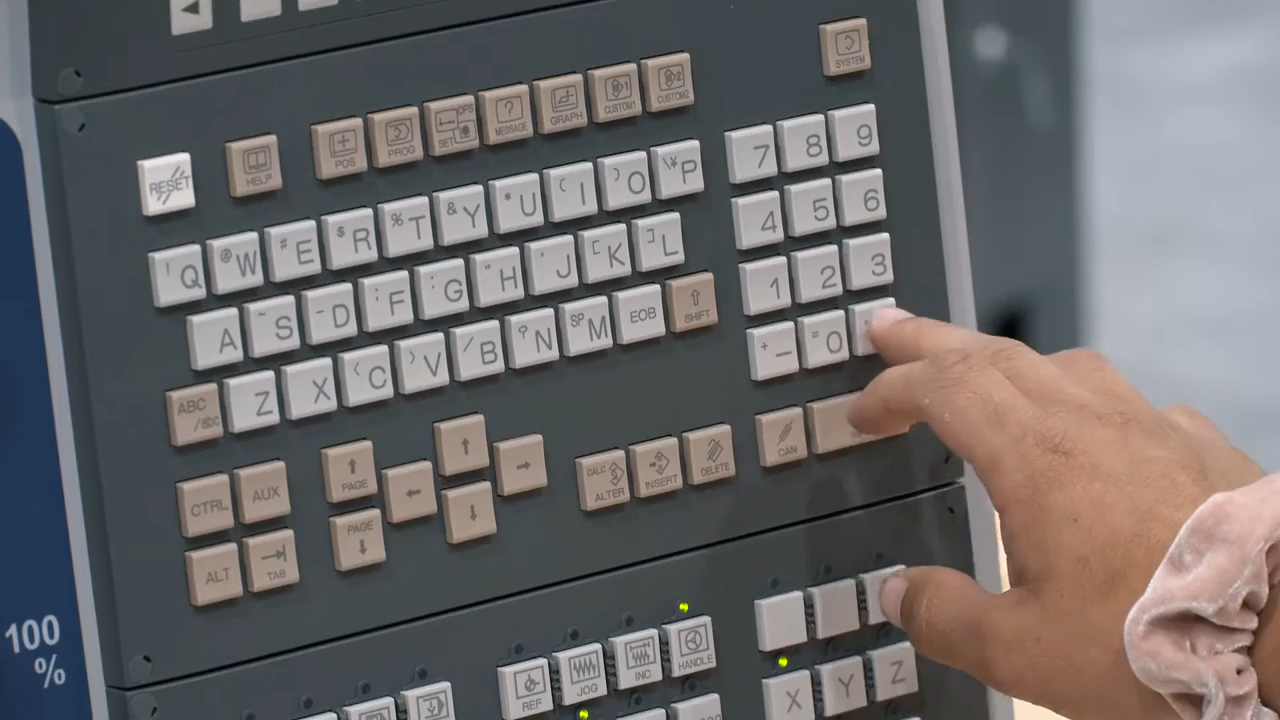 SYSTEM
RESET HELP POS PROG OFS SET MESSAGE GRAPH CUSTOM1 CUSTOM2
7 8 9
! Q @ W # E $ R % T & Y * U ( I ) O \¥ P
4 5 6
A ~ S _ D : F ; G " H ' J [ K ] L
1 2 3
ABC /abc Z X < C > V / B ? N SP M EOB SHIFT
+ - = 0
CTRL AUX PAGE CALC ALTER INSERT DELETE CAN
ALT TAB PAGE
100 %
REF JOG INC HANDLE
X Y Z